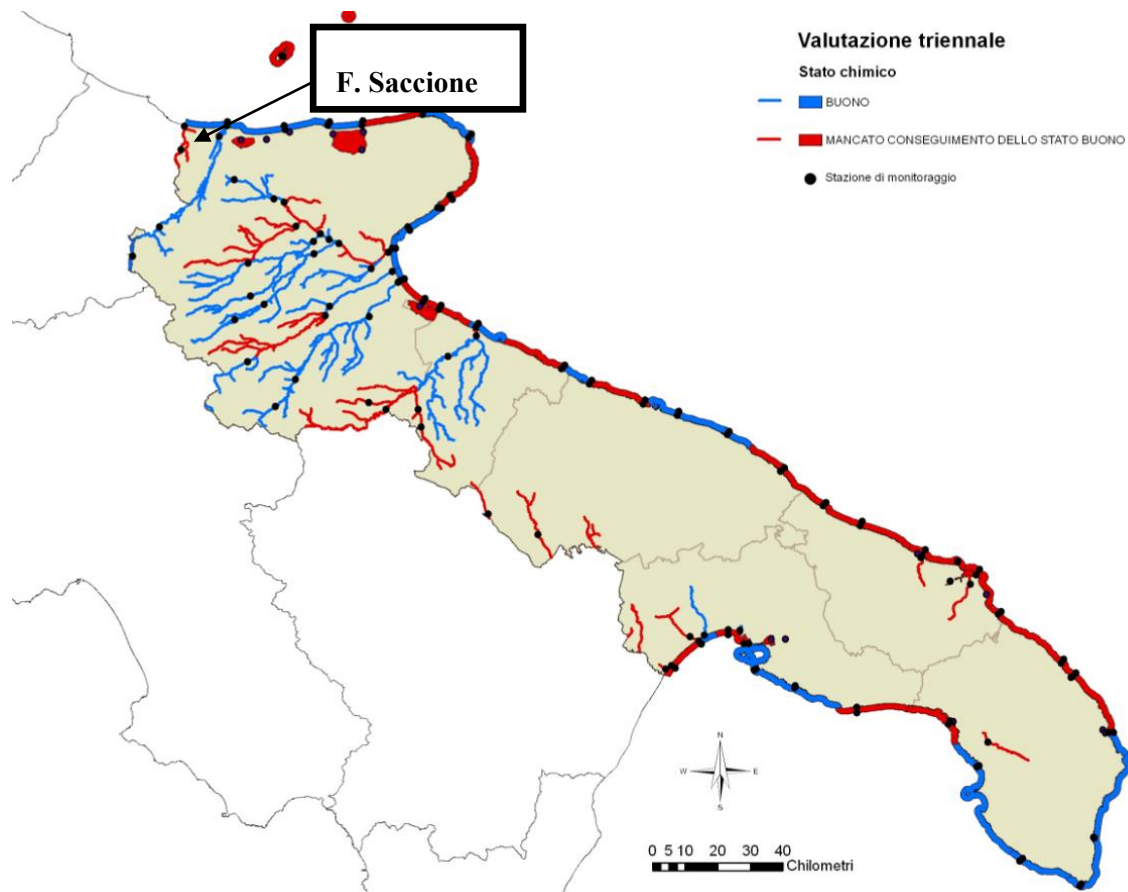 F. Saccione
Valutazione triennale
Stato chimico
BUONO
MANCATO CONSEGUIMENTO DELLO STATO BUONO
Stazione di monitoraggio
N
W E
S
0 5 10 20 30 40
Chilometri